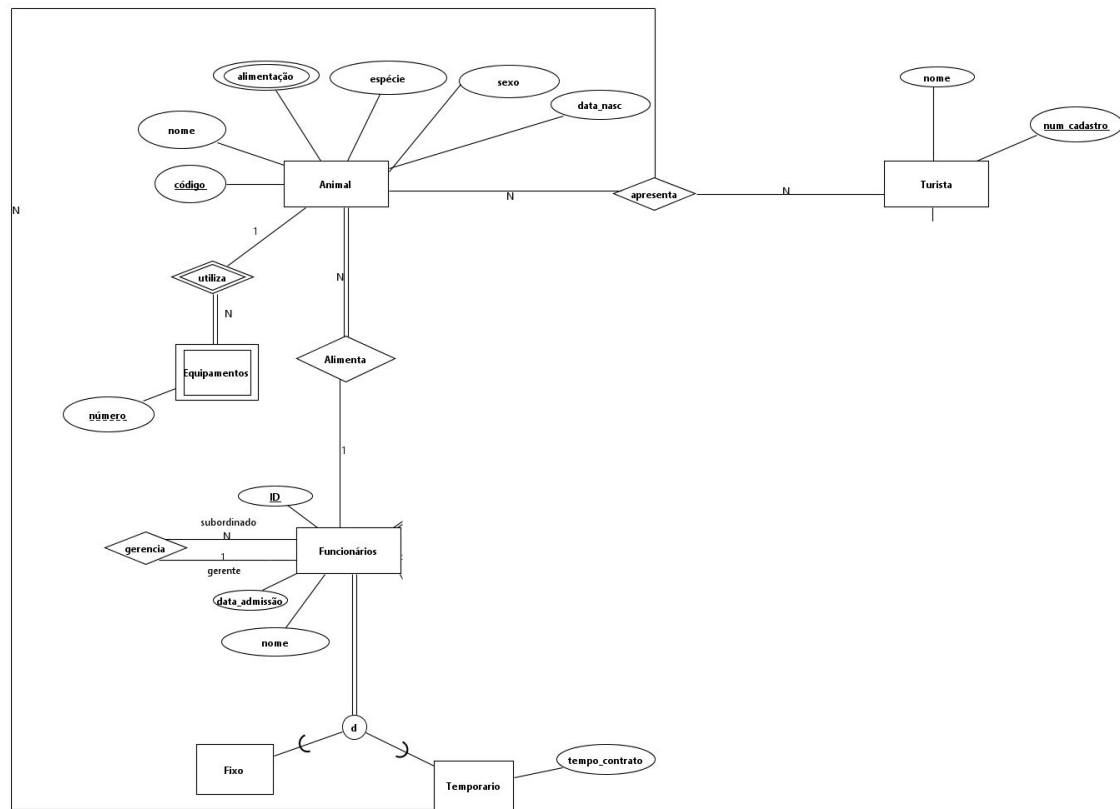 alimentação
espécie
sexo
data_nasc
nome
código
Animal
nome
num_cadastro
Turista
apresenta
N
N
N
1
utiliza
N
N
Equipamentos
número
Alimenta
1
ID
subordinado
N
gerencia
1
gerente
Funcionários
data_admissão
nome
d
Fixo
Temporario
tempo_contrato